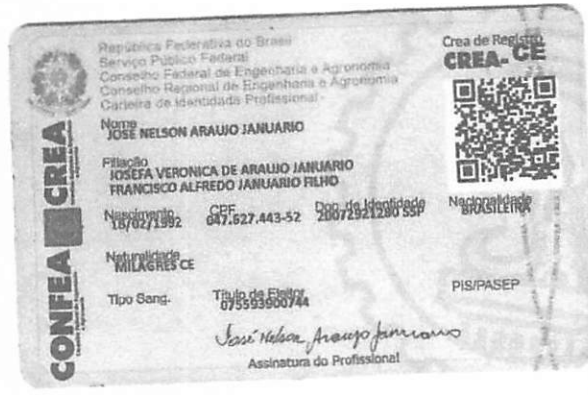 República Federativa do Brasil
Serviço Público Federal
Conselho Federal de Engenharia e Agronomia
Conselho Regional de Engenharia e Agronomia
Carteira de Identidade Profissional -
Crea de Registro
CREA- CE
Nome
JOSE NELSON ARAUJO JANUARIO
Filiação
JOSEFA VERONICA DE ARAUJO JANUARIO
FRANCISCO ALFREDO JANUARIO FILHO
Nascimento CPF Doc. de Identidade Nacionalidade
18/02/1992 047.527.443-52 20072921280 SSP BRASILEIRA
Naturalidade
MILAGRES CE
Tipo Sang. Título de Eleitor PIS/PASEP
075593900744
José Nelson Araujo Januario
Assinatura do Profissional
CONFEA CREA